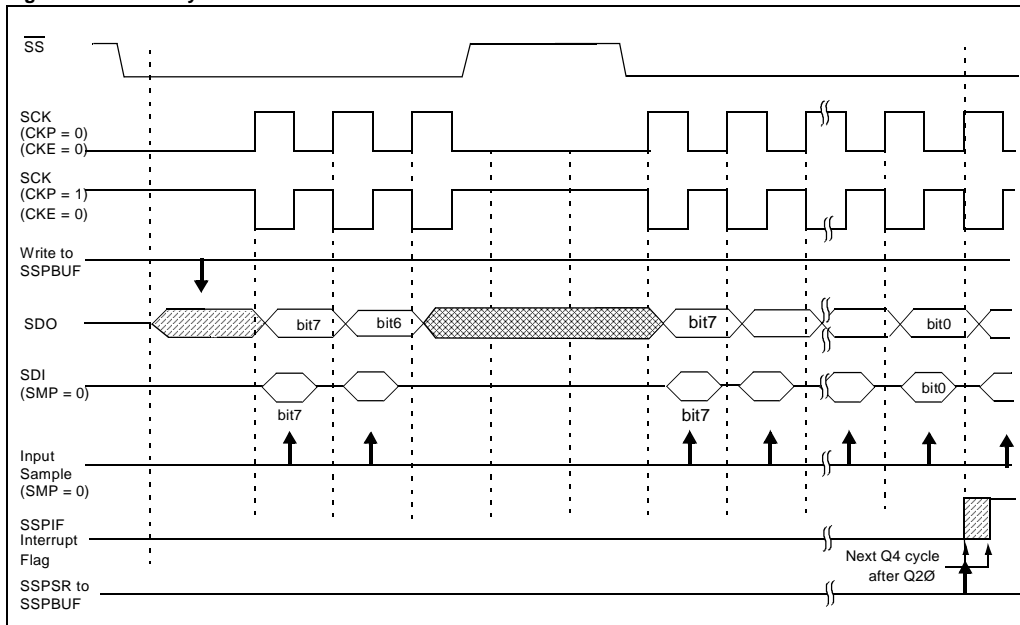 SS
SCK
(CKP = 0)
(CKE = 0)
SCK
(CKP = 1)
(CKE = 0)
Write to
SSPBUF
SDO
bit7
bit6
bit7
bit0
SDI
(SMP = 0)
bit7
bit7
bit0
Input
Sample
(SMP = 0)
SSPIF
Interrupt
Flag
Next Q4 cycle
after Q2Ø
SSPSR to
SSPBUF